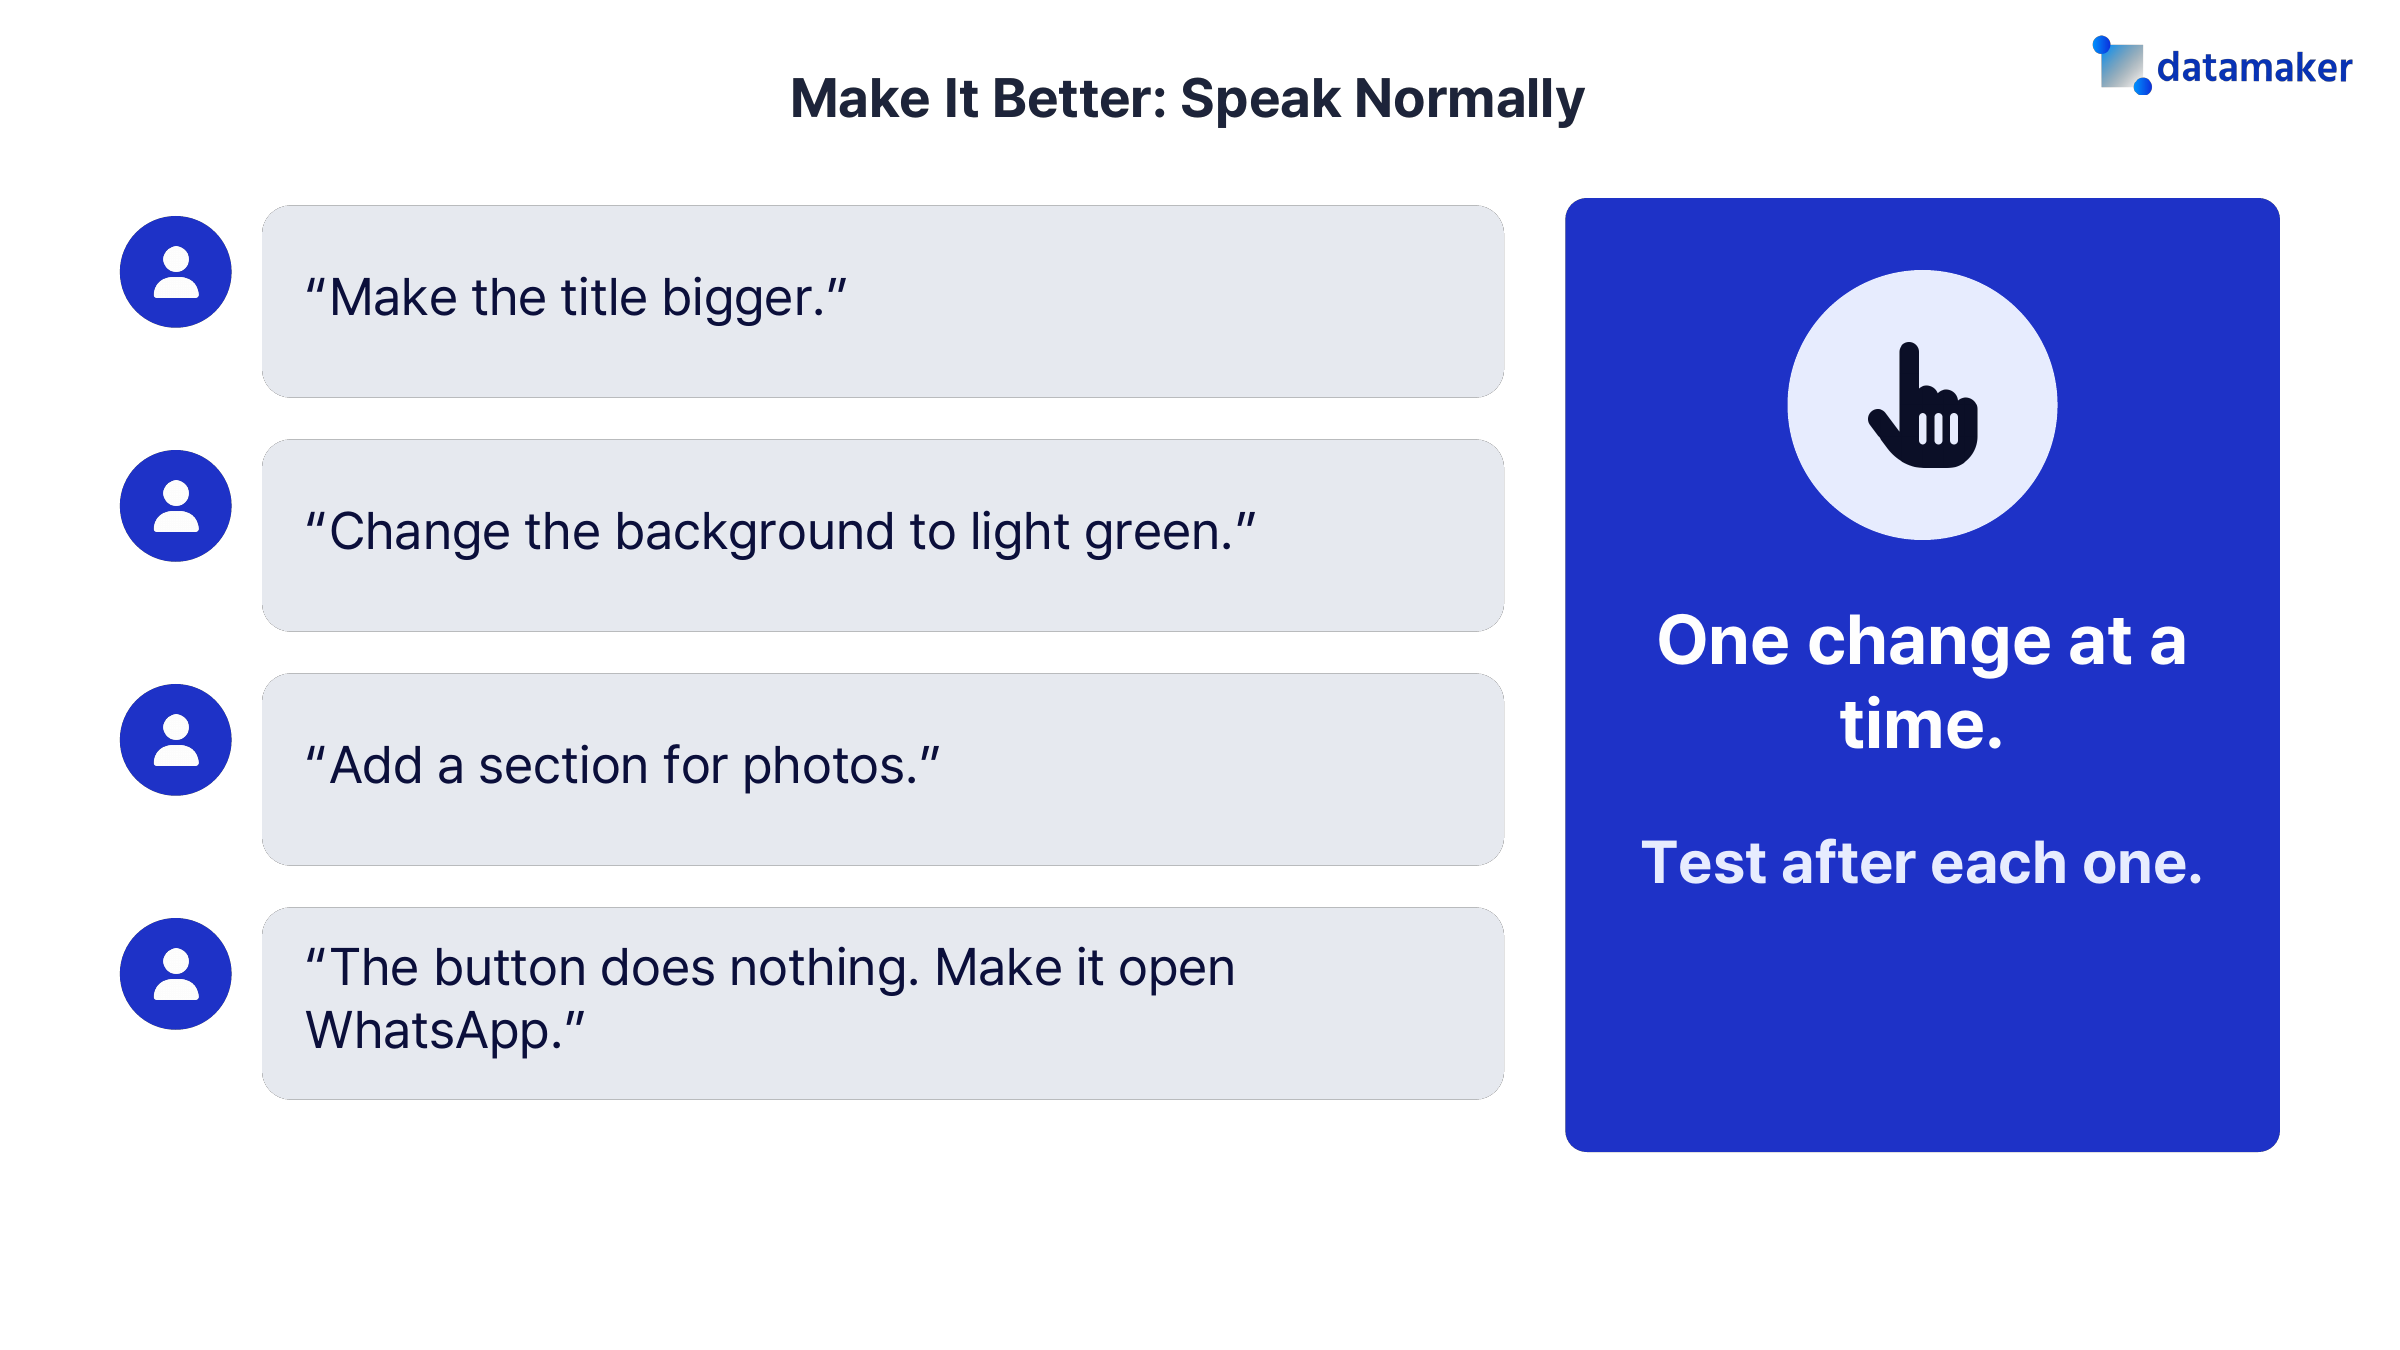 datamaker
Make It Better: Speak Normally
“Make the title bigger.”
“Change the background to light green.”
“Add a section for photos.”
“The button does nothing. Make it open
WhatsApp.”
One change at a
time.
Test after each one.